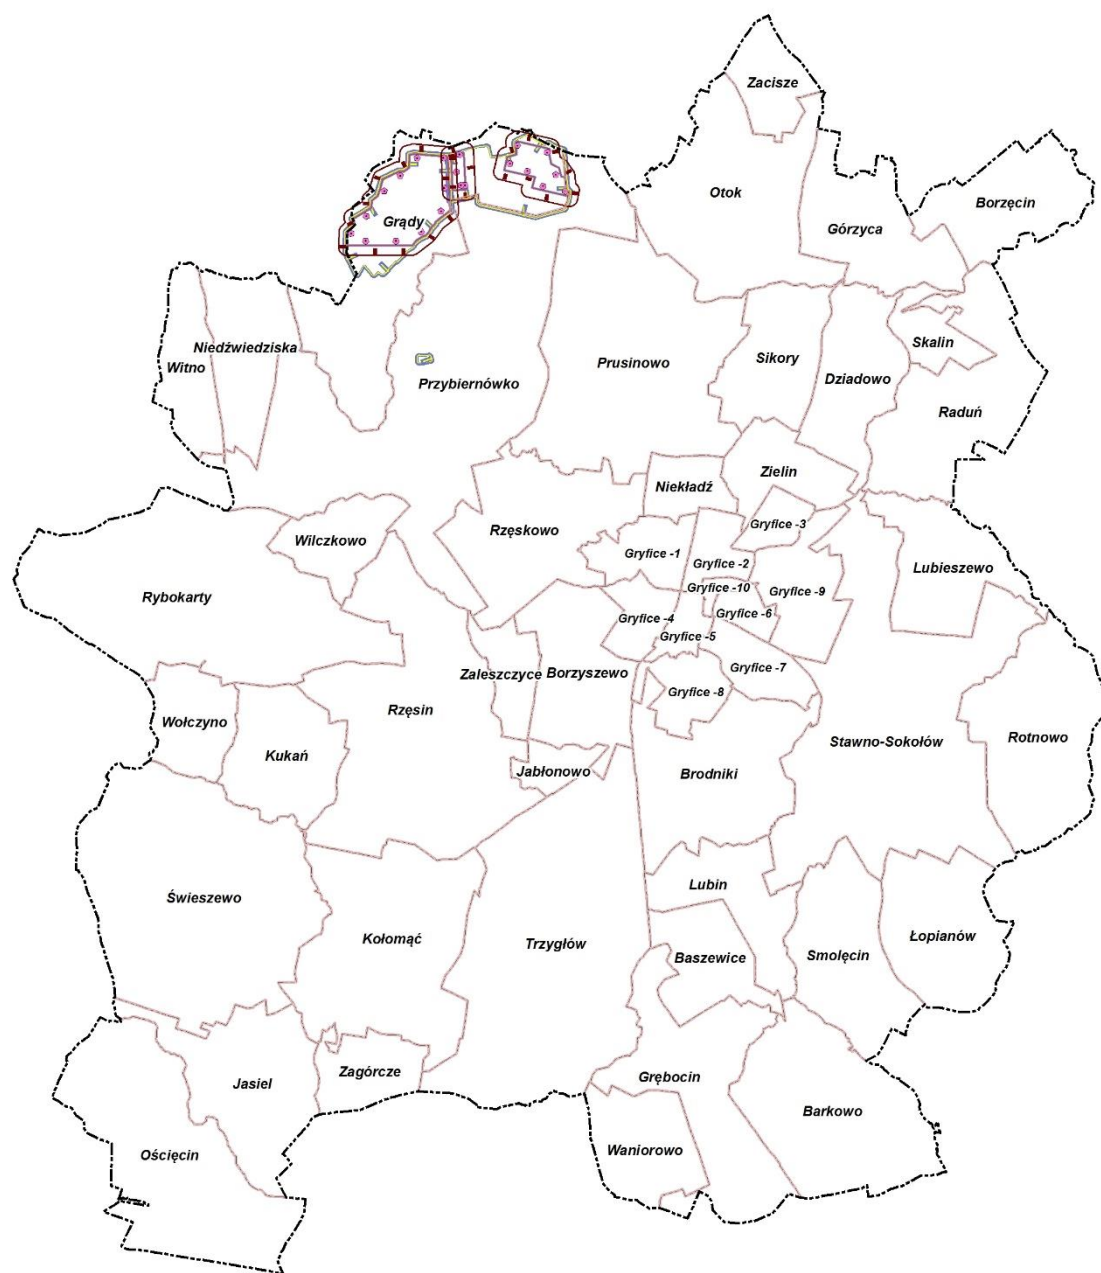 Zacisze
Otok
Borzęcin
Grądy
Górzyca
Niedźwiedziska
Skalin
Witno
Sikory
Prusinowo
Dziadowo
Przybiernówko
Raduń
Zielin
Niekłądź
Gryfice -3
Rzęskowo
Wilczkowo
Gryfice -1
Gryfice -2
Lubieszewo
Rybokarty
Gryfice -10
Gryfice -9
Gryfice -6
Gryfice -4
Gryfice -5
Zaleszczyce
Borzyszewo
Gryfice -7
Gryfice -8
Rzęsin
Wołczyno
Stawno-Sokołów
Rotnowo
Kukań
Jabłonowo
Brodniki
Lubin
Świeszewo
Kołomąć
Trzygłów
Łopianów
Baszewice
Smolęcin
Zagórcze
Grębocin
Jasiel
Barkowo
Waniorowo
Ościęcin